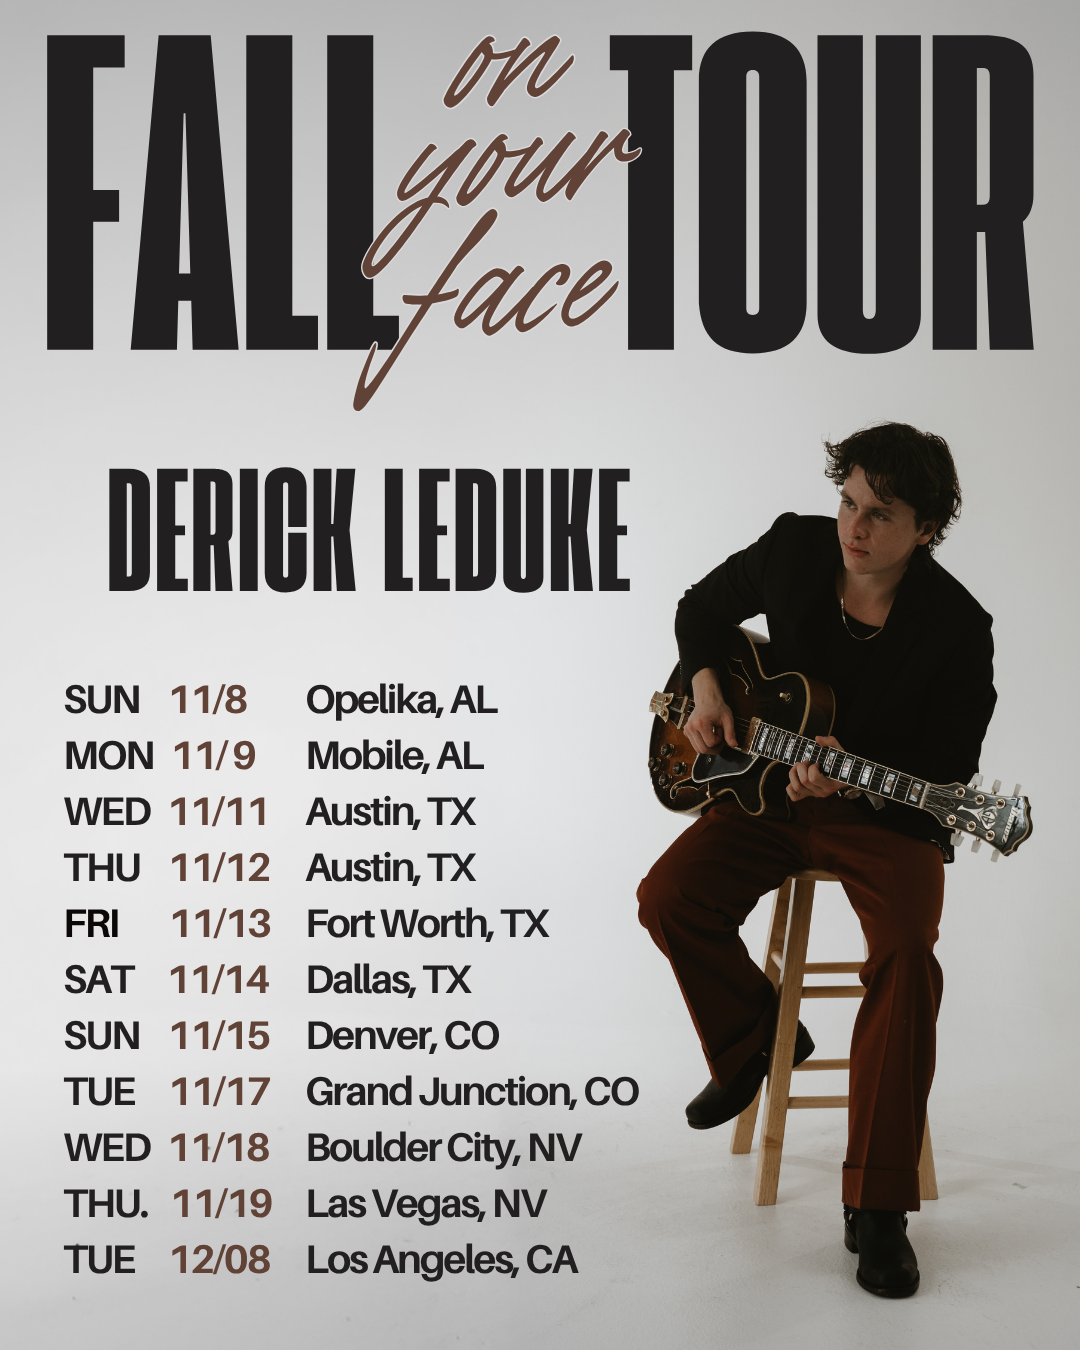 FALL on your face TOUR
DERICK LEDUKE
SUN 11/8 Opelika, AL
MON 11/9 Mobile, AL
WED 11/11 Austin, TX
THU 11/12 Austin, TX
FRI 11/13 Fort Worth, TX
SAT 11/14 Dallas, TX
SUN 11/15 Denver, CO
TUE 11/17 Grand Junction, CO
WED 11/18 Boulder City, NV
THU. 11/19 Las Vegas, NV
TUE 12/08 Los Angeles, CA